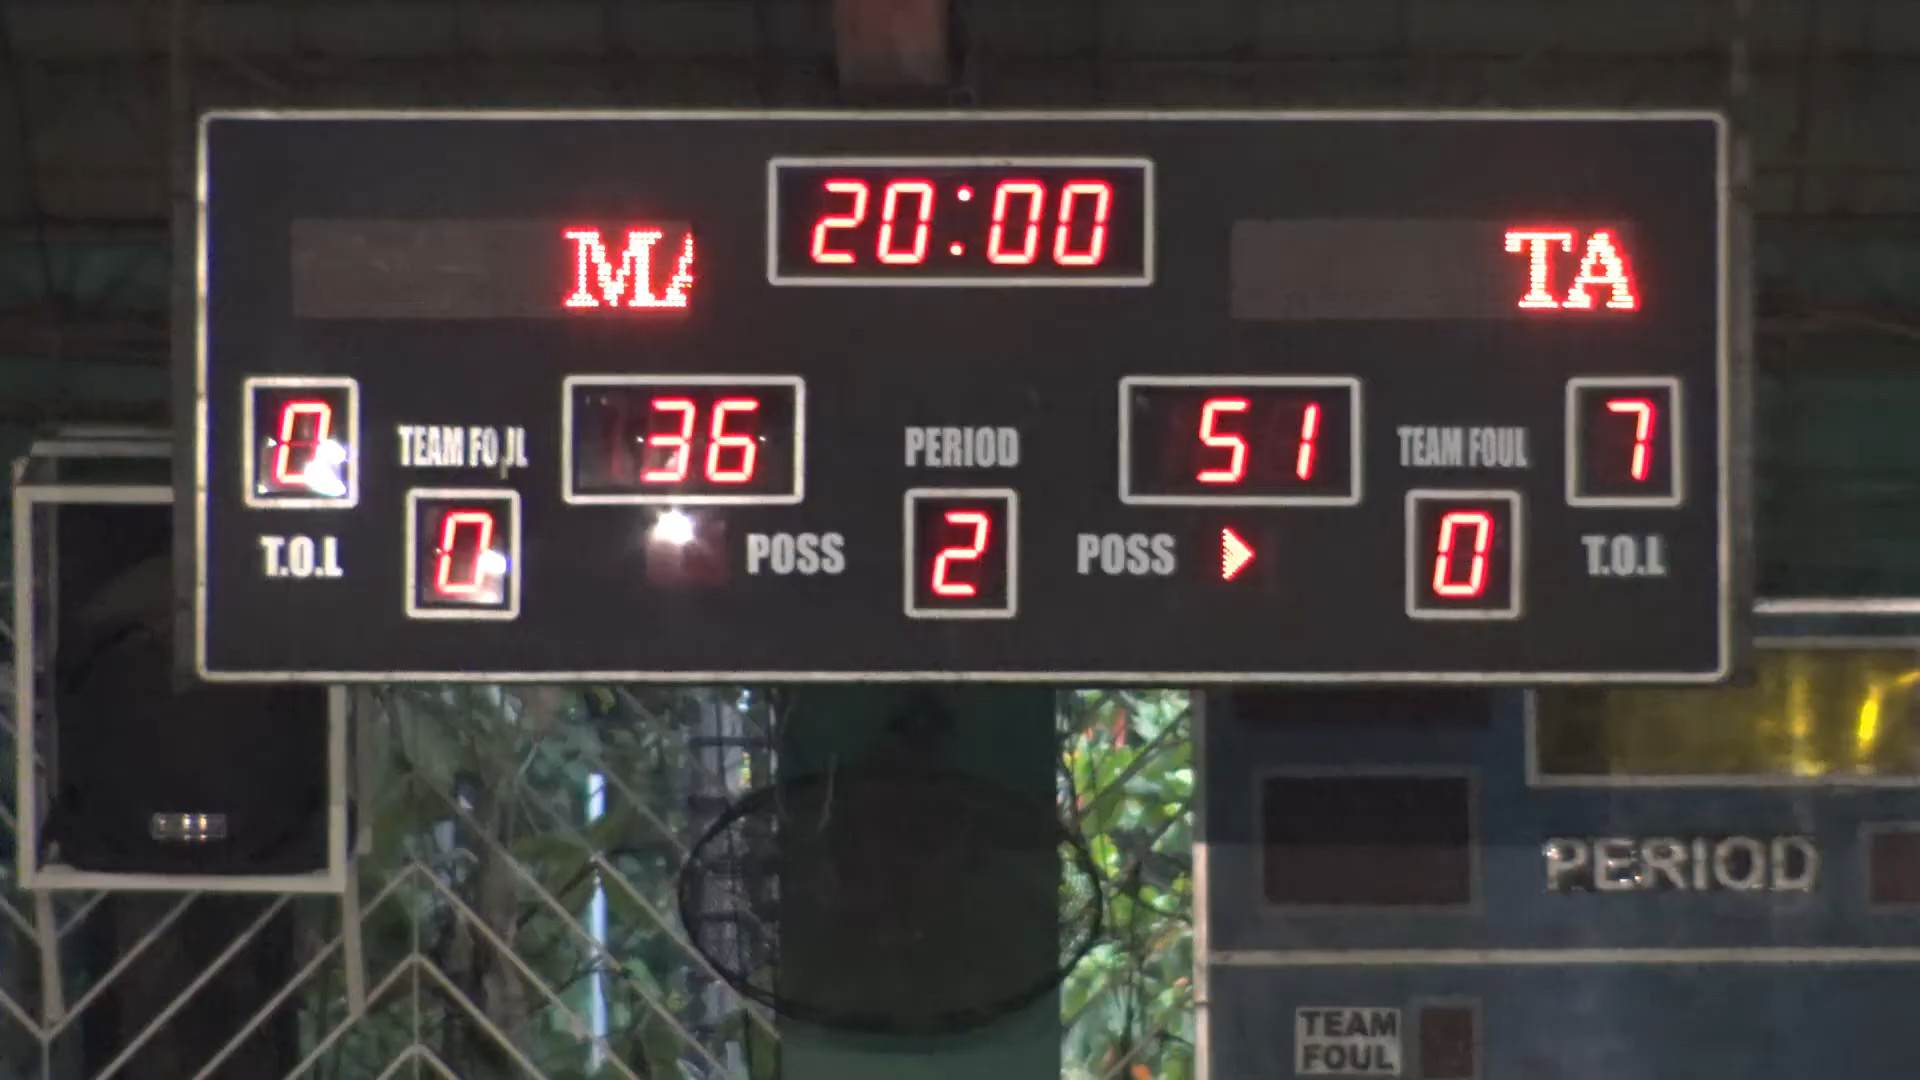 20:00
MA TA
0 TEAM FOUL 36 PERIOD 51 TEAM FOUL 7
T.O.L 0 POSS 2 POSS 0 T.O.L
PERIOD
TEAM
FOUL